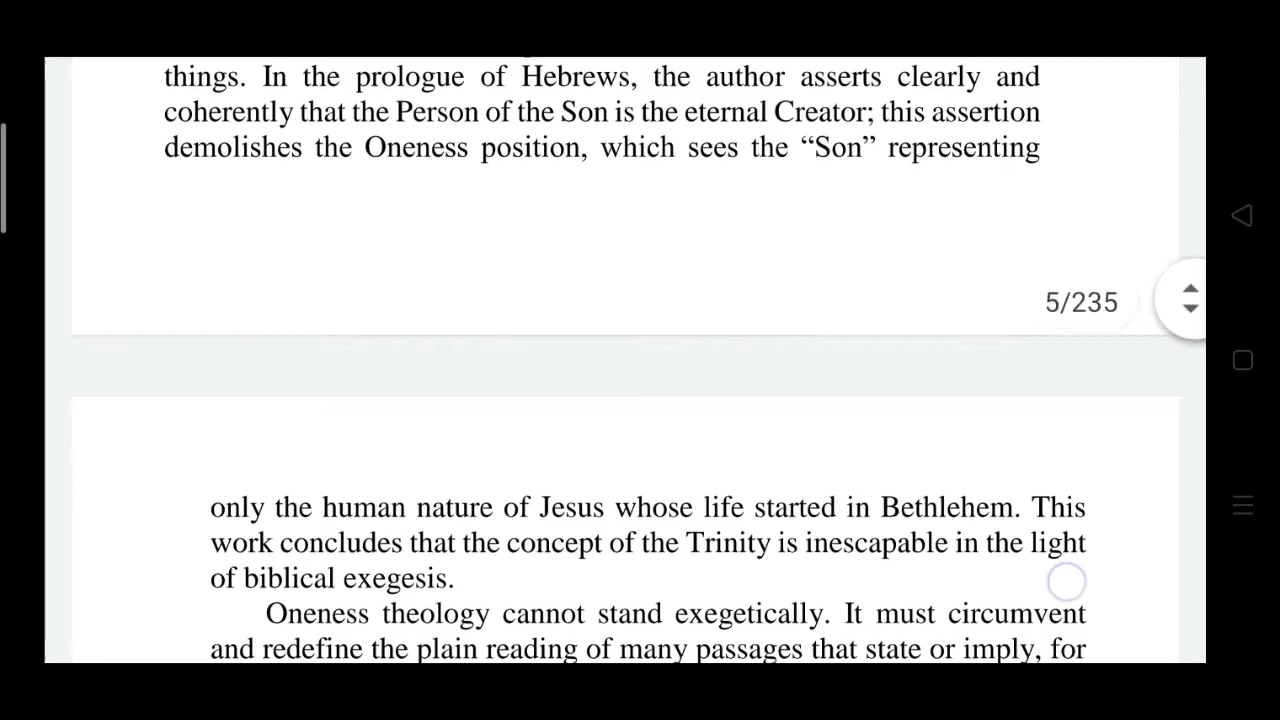 things. In the prologue of Hebrews, the author asserts clearly and
coherently that the Person of the Son is the eternal Creator; this assertion
demolishes the Oneness position, which sees the “Son” representing
5/235
only the human nature of Jesus whose life started in Bethlehem. This
work concludes that the concept of the Trinity is inescapable in the light
of biblical exegesis.
Oneness theology cannot stand exegetically. It must circumvent
and redefine the plain reading of many passages that state or imply, for